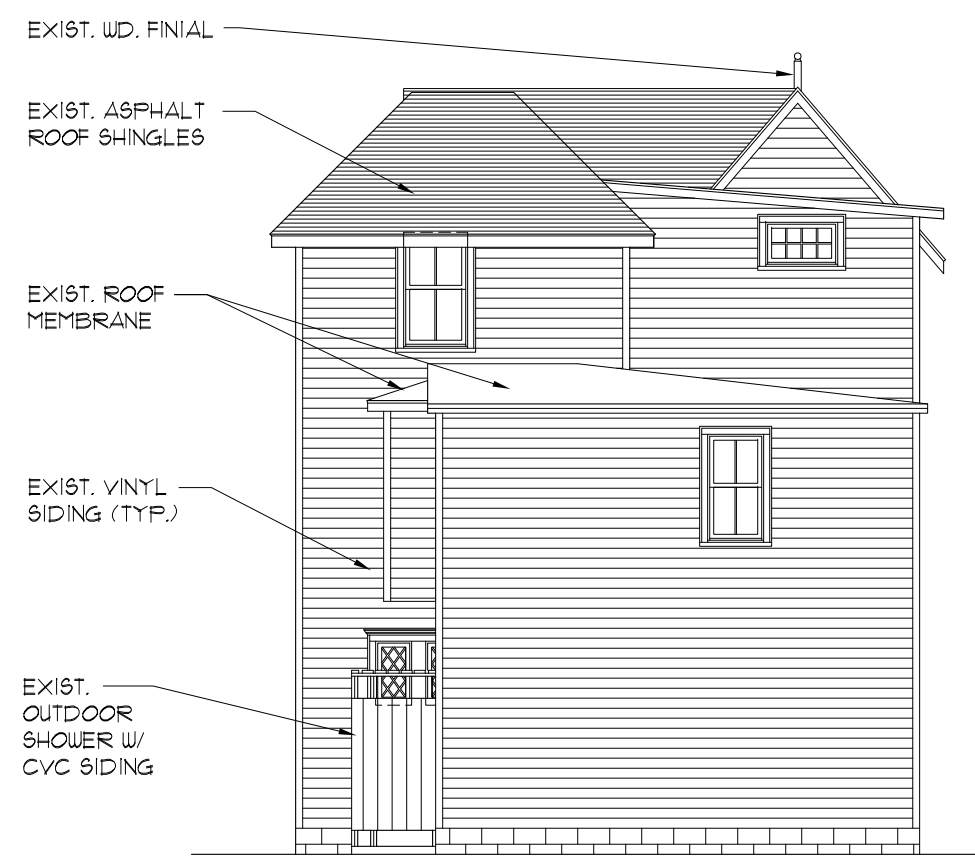 EXIST. WD. FINIAL
EXIST. ASPHALT
ROOF SHINGLES
EXIST. ROOF
MEMBRANE
EXIST. VINYL
SIDING (TYP.)
EXIST.
OUTDOOR
SHOWER W/
CVC SIDING